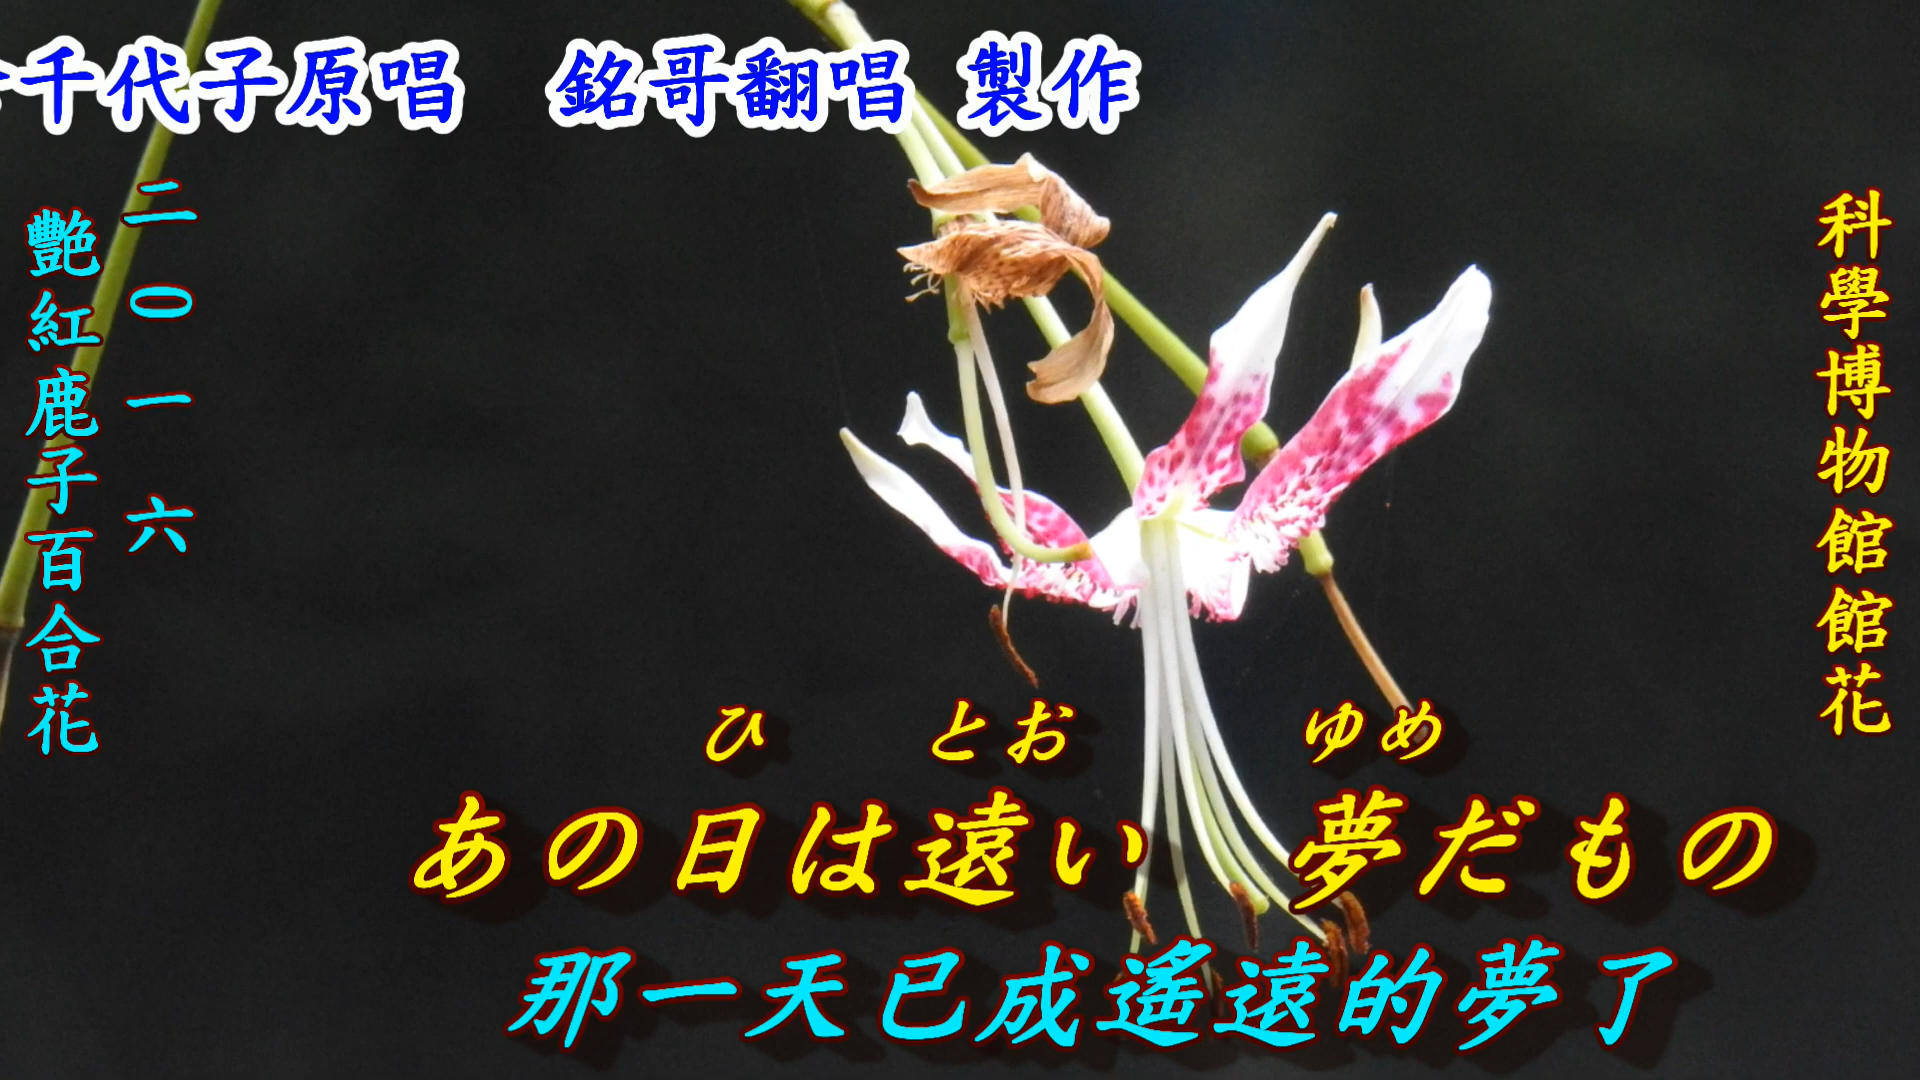 千代子原唱 銘哥翻唱 製作
二〇一六
艷紅鹿子百合花
科學博物館館花
ひ とお ゆめ
あの日は遠い 夢だもの
那一天已成遙遠的夢了